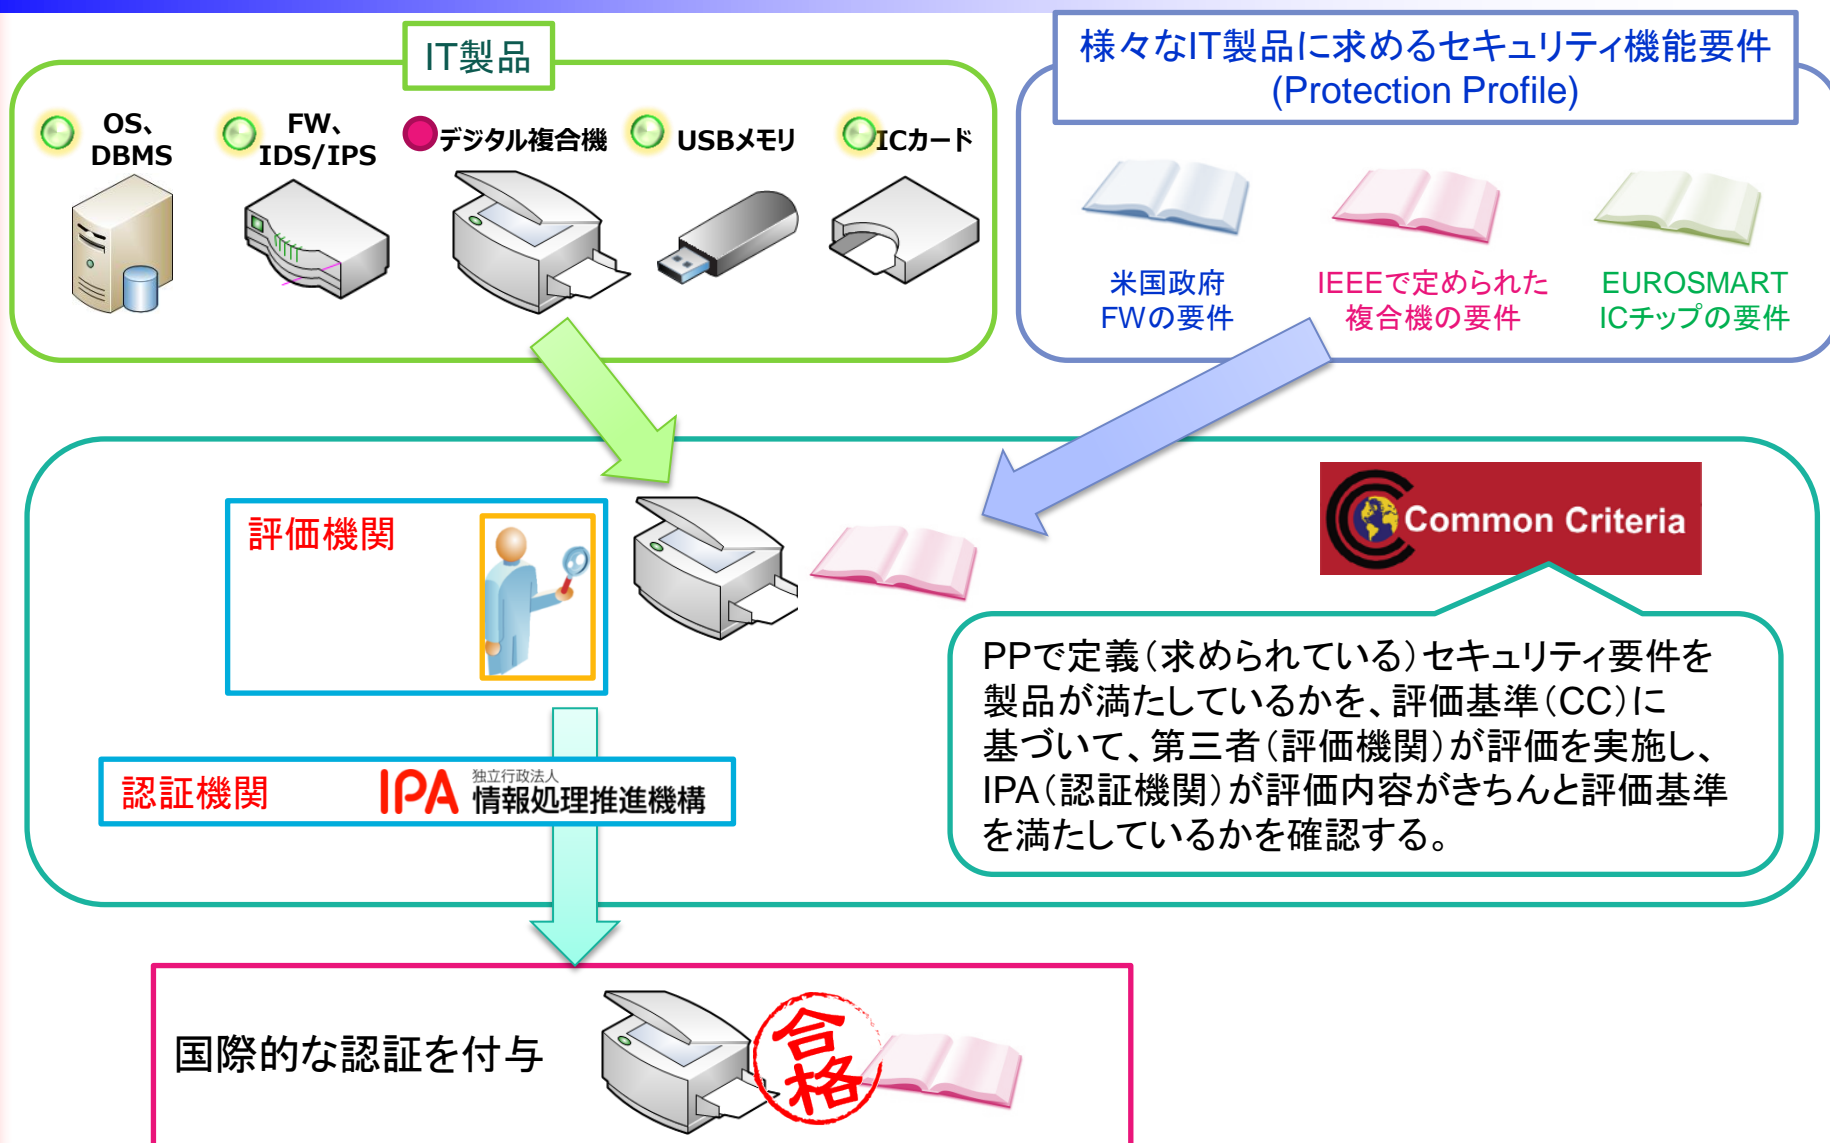 IT製品
様々なIT製品に求めるセキュリティ機能要件
(Protection Profile)
OS、
DBMS
FW、
IDS/IPS
デジタル複合機
USBメモリ
ICカード
米国政府
FWの要件
IEEEで定められた
複合機の要件
EUROSMART
ICチップの要件
評価機関
Common Criteria
PPで定義（求められている）セキュリティ要件を
製品が満たしているかを、評価基準（CC）に
基づいて、第三者（評価機関）が評価を実施し、
IPA（認証機関）が評価内容がきちんと評価基準
を満たしているかを確認する。
認証機関
IPA
独立行政法人
情報処理推進機構
国際的な認証を付与
合格